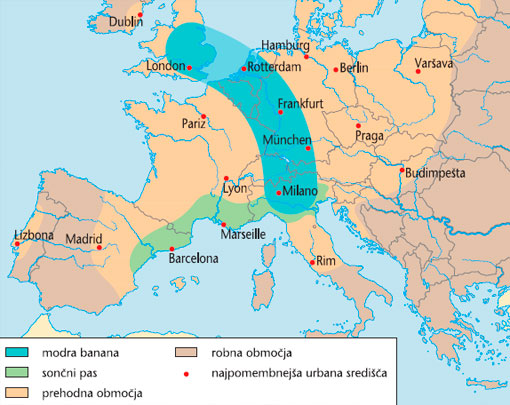 Dublin
Hamburg
London
Rotterdam
Berlin
Varšava
Frankfurt
Pariz
Praga
München
Budimpešta
Lyon
Milano
Lizbona
Madrid
Marseille
Barcelona
Rim
modra banana
sončni pas
prehodna območja
robna območja
najpomembnejša urbana središča